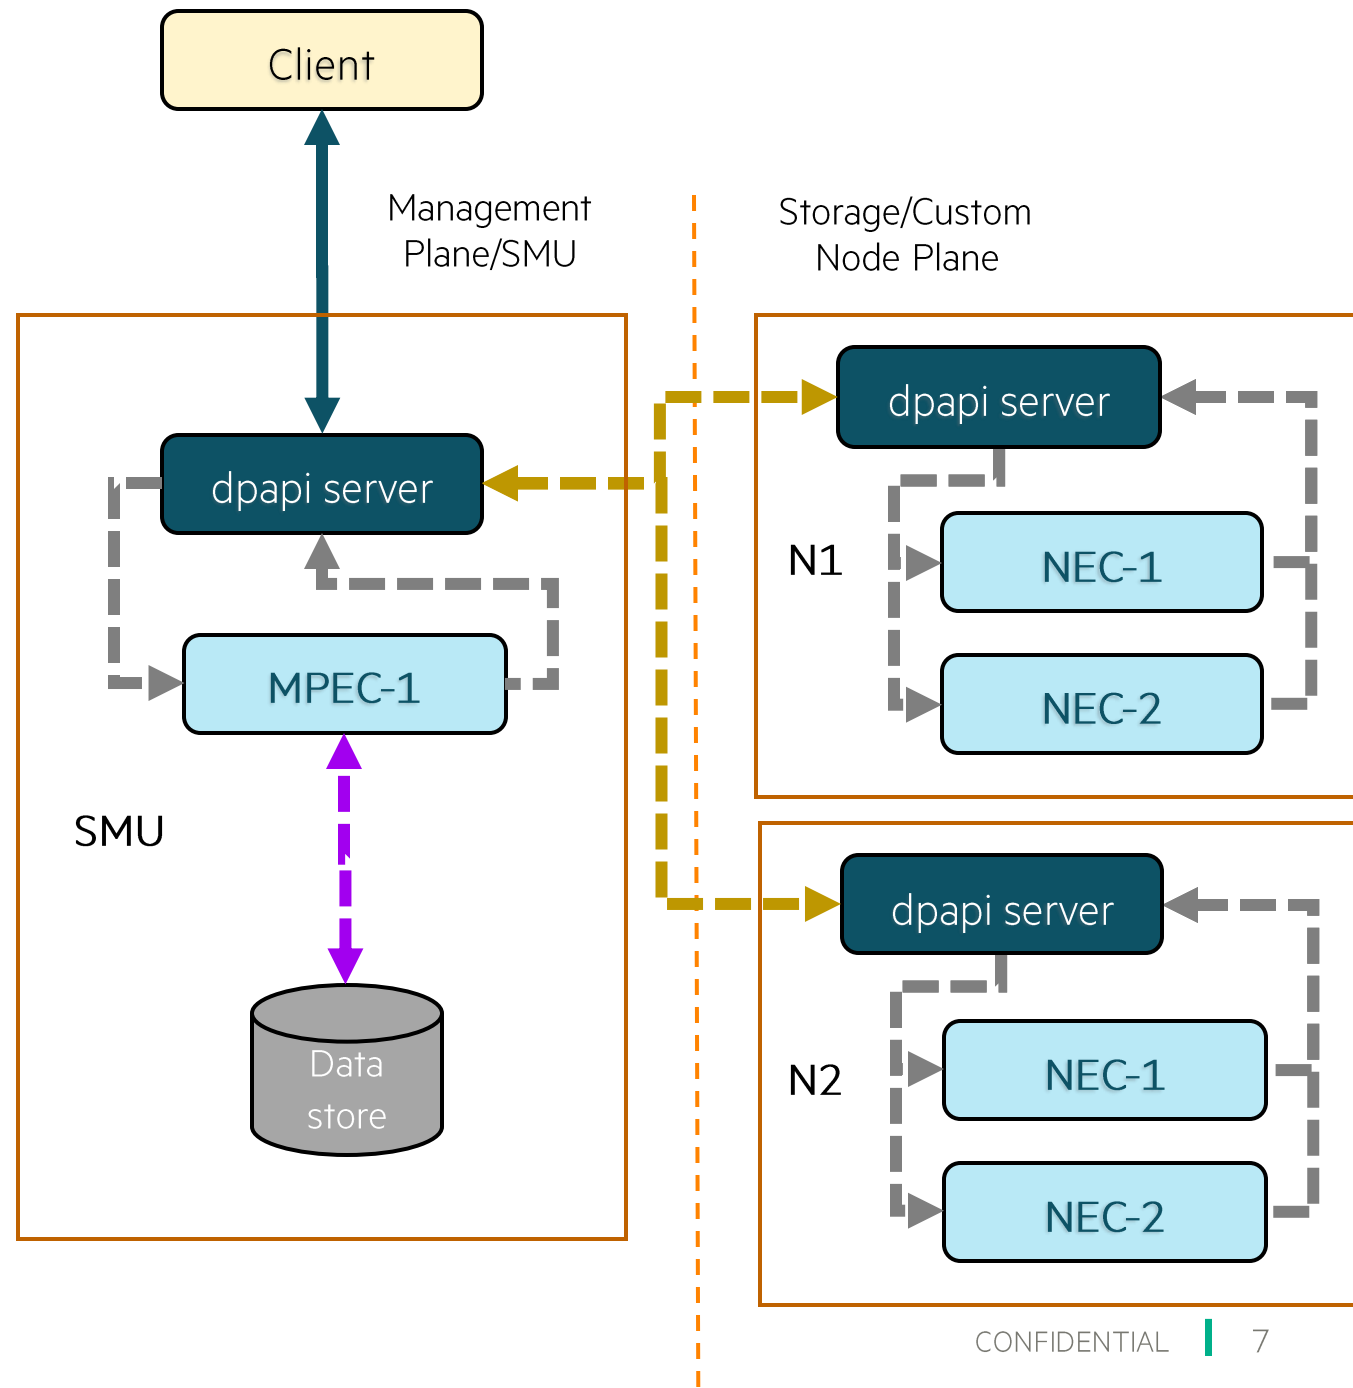 Client
Management
Plane/SMU
Storage/Custom
Node Plane
dpapi server
MPEC-1
SMU
Data
store
dpapi server
N1
NEC-1
NEC-2
dpapi server
N2
NEC-1
NEC-2
CONFIDENTIAL 7